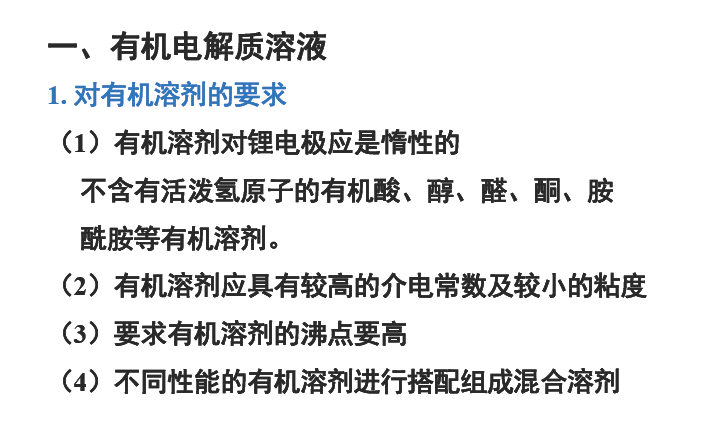 一、有机电解质溶液
1. 对有机溶剂的要求
（1）有机溶剂对锂电极应是惰性的
不含有活泼氢原子的有机酸、醇、醛、酮、胺
酰胺等有机溶剂。
（2）有机溶剂应具有较高的介电常数及较小的粘度
（3）要求有机溶剂的沸点要高
（4）不同性能的有机溶剂进行搭配组成混合溶剂